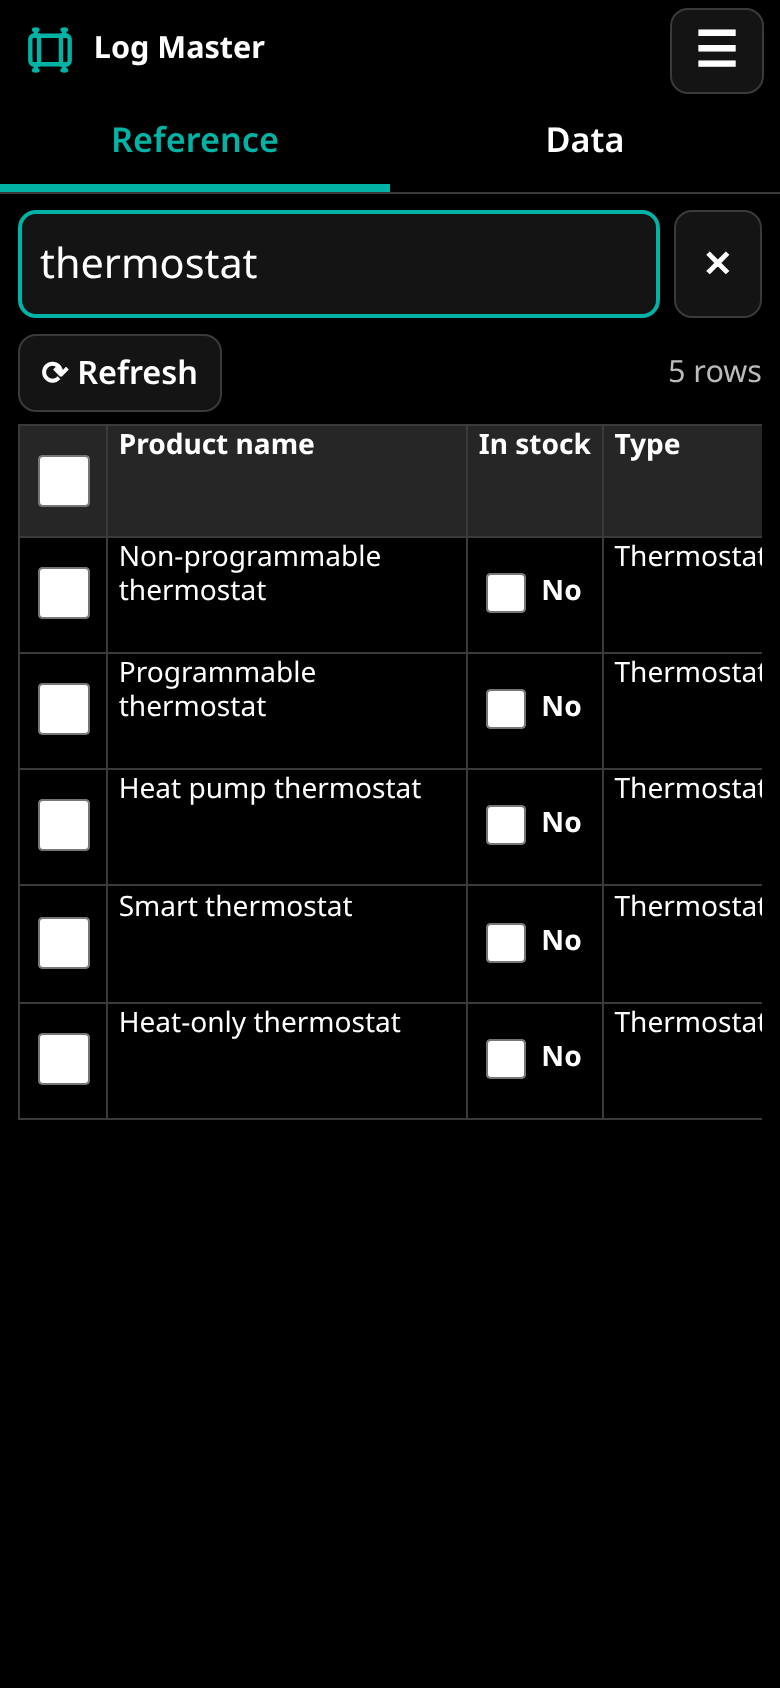 Log Master
☰
Reference
Data
thermostat
✕
⟳ Refresh
5 rows
Product name
In stock
Type
Non-programmable
thermostat
No
Thermostat
Programmable
thermostat
No
Thermostat
Heat pump thermostat
No
Thermostat
Smart thermostat
No
Thermostat
Heat-only thermostat
No
Thermostat